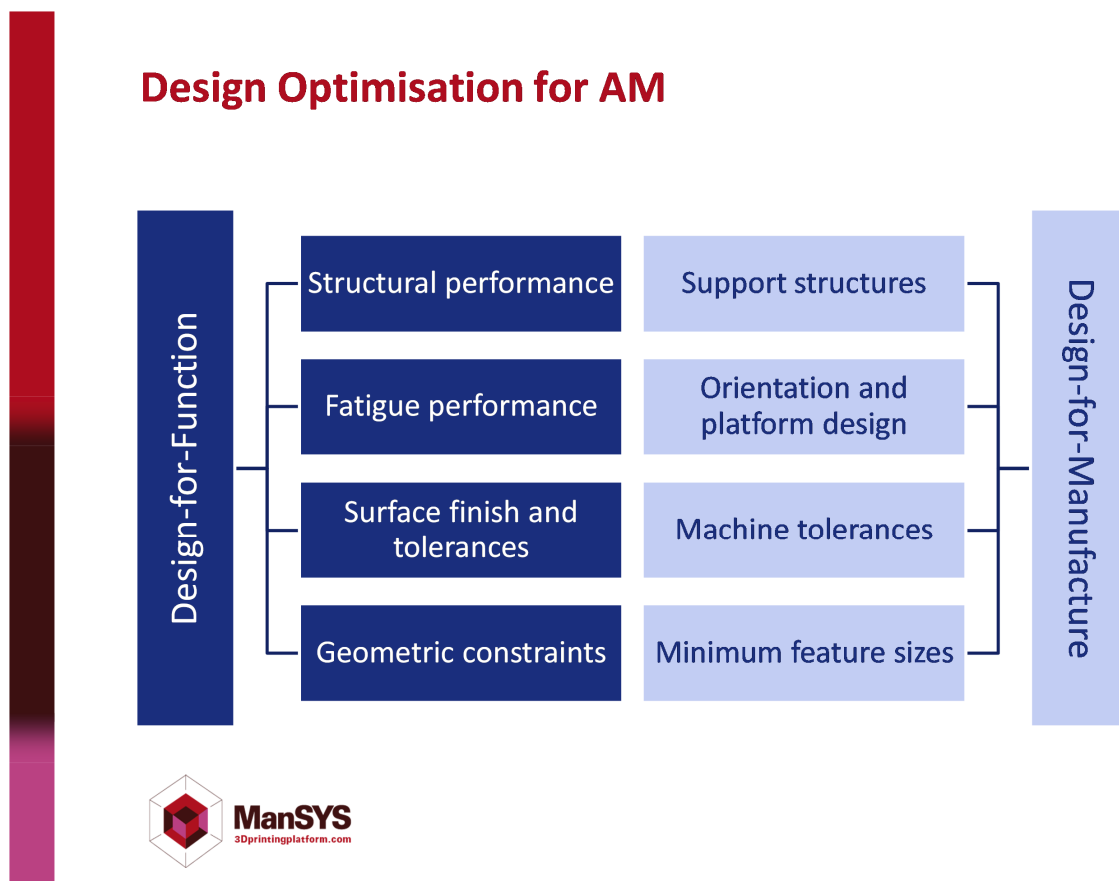 Design Optimisation for AM
Design-for-Function
Structural performance
Fatigue performance
Surface finish and
tolerances
Geometric constraints
Support structures
Orientation and
platform design
Machine tolerances
Minimum feature sizes
Design-for-Manufacture
ManSYS
3Dprintingplatform.com